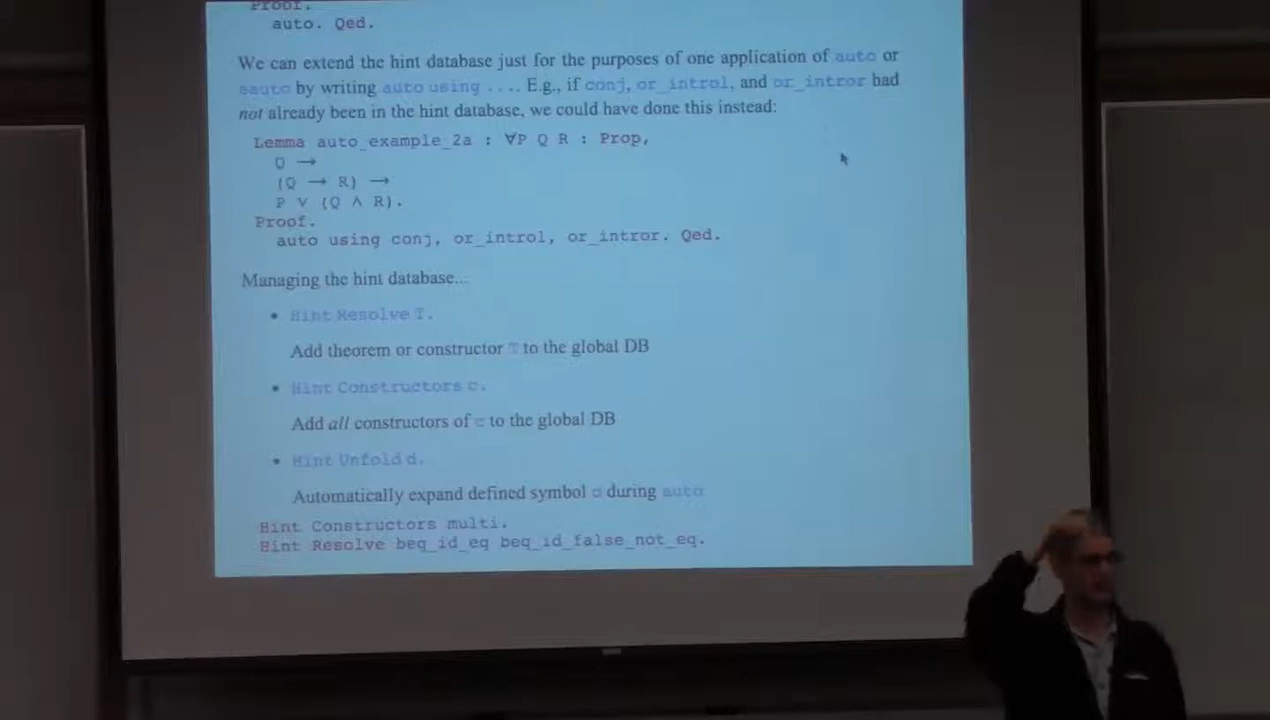 Proof.
auto. Qed.
We can extend the hint database just for the purposes of one application of auto or
eauto by writing auto using .... E.g., if conj, or_introl, and or_intror had
not already been in the hint database, we could have done this instead:
Lemma auto_example_2a : ∀P Q R : Prop,
Q →
(Q → R) →
P ∨ (Q ∧ R).
Proof.
auto using conj, or_introl, or_intror. Qed.
Managing the hint database...
• Hint Resolve T.
Add theorem or constructor T to the global DB
• Hint Constructors c.
Add all constructors of c to the global DB
• Hint Unfold d.
Automatically expand defined symbol d during auto
Hint Constructors multi.
Hint Resolve beq_id_eq beq_id_false_not_eq.